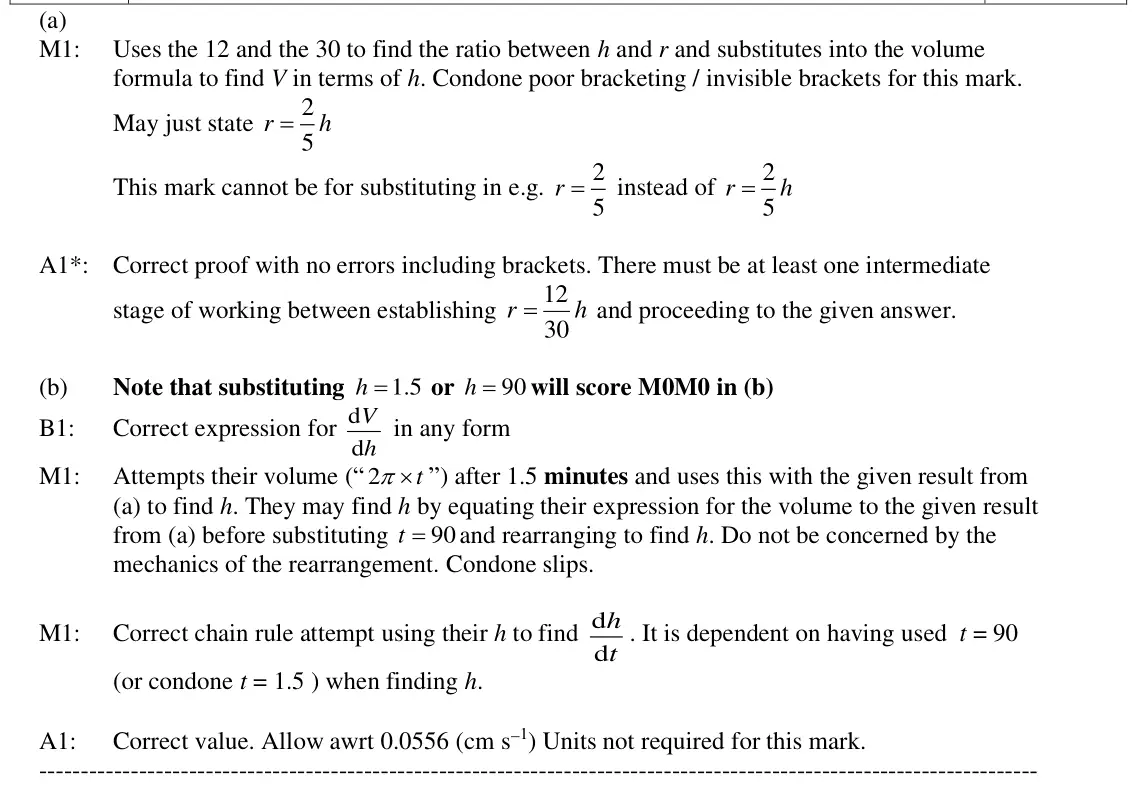 (a)
M1: Uses the 12 and the 30 to find the ratio between h and r and substitutes into the volume
formula to find V in terms of h. Condone poor bracketing / invisible brackets for this mark.
May just state r = 2/5 h
This mark cannot be for substituting in e.g. r = 2/5 instead of r = 2/5 h
A1*: Correct proof with no errors including brackets. There must be at least one intermediate
stage of working between establishing r = 12/30 h and proceeding to the given answer.
(b) Note that substituting h = 1.5 or h = 90 will score M0M0 in (b)
B1: Correct expression for dV/dh in any form
M1: Attempts their volume (“ 2π × t ”) after 1.5 minutes and uses this with the given result from
(a) to find h. They may find h by equating their expression for the volume to the given result
from (a) before substituting t = 90 and rearranging to find h. Do not be concerned by the
mechanics of the rearrangement. Condone slips.
M1: Correct chain rule attempt using their h to find dh/dt . It is dependent on having used t = 90
(or condone t = 1.5 ) when finding h.
A1: Correct value. Allow awrt 0.0556 (cm s⁻¹) Units not required for this mark.